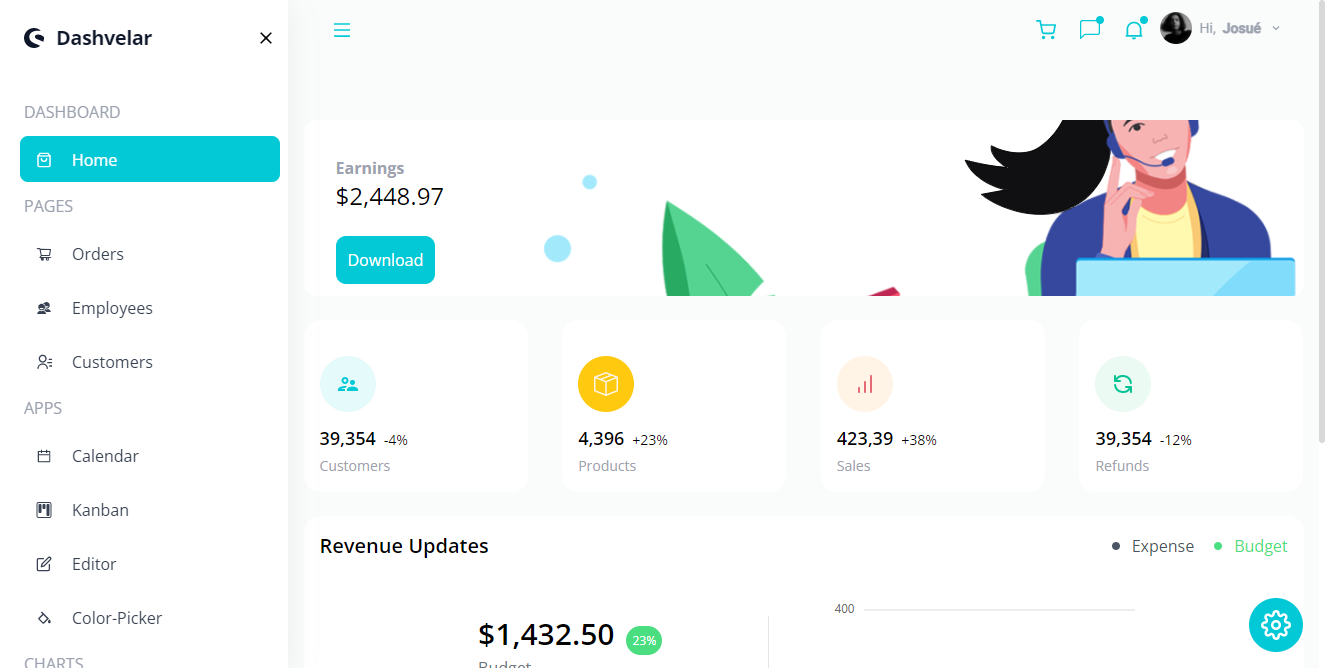 Dashvelar
DASHBOARD
Home
PAGES
Orders
Employees
Customers
APPS
Calendar
Kanban
Editor
Color-Picker
CHARTS
Hi, Josué
Earnings
$2,448.97
Download
39,354 -4%
Customers
4,396 +23%
Products
423,39 +38%
Sales
39,354 -12%
Refunds
Revenue Updates
Expense
Budget
$1,432.50 23%
Budget
400